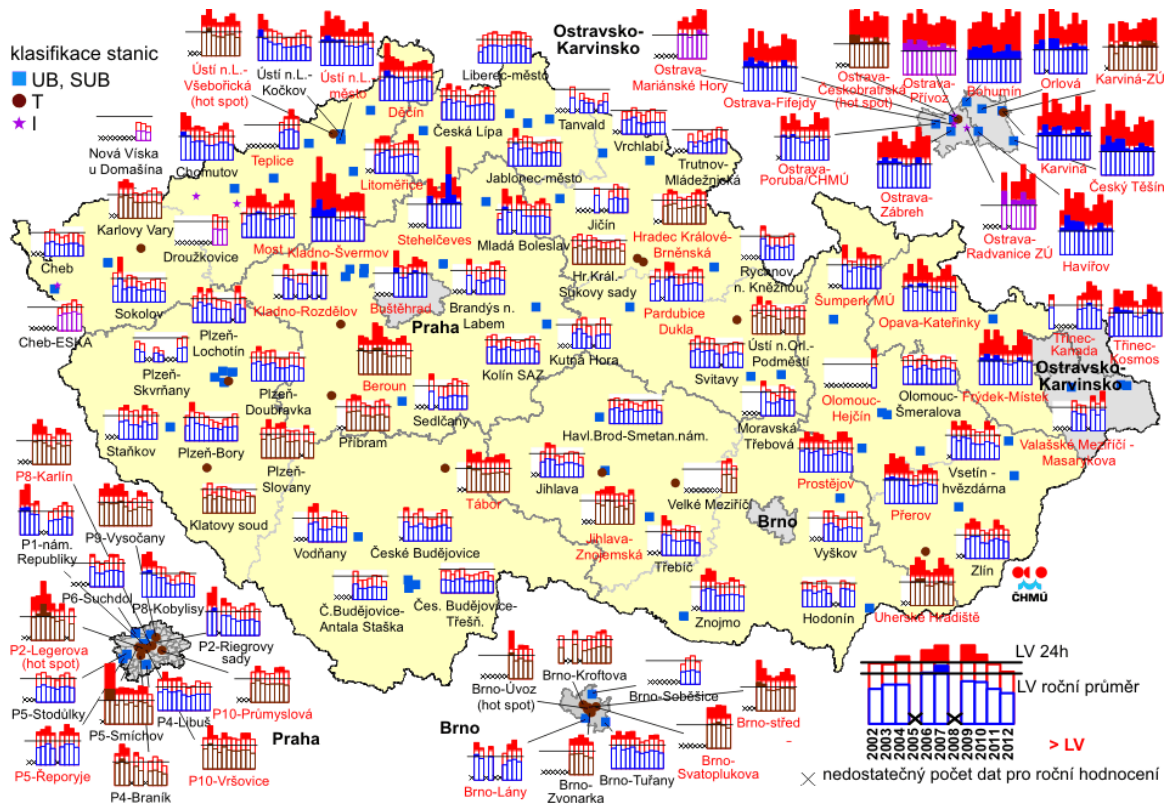 klasifikace stanic
UB, SUB
T
I
Nová Víska
u Domašína
Ústí n.L.-
Všebořická
(hot spot)
Ústí n.L.-
Kočkov
Ústí n.L.-
město
Děčín
Liberec-město
Česká Lípa
Tanvald
Vrchlabí
Trutnov-
Mládežnická
Chomutov
Teplice
Litoměřice
Jablonec-město
Jičín
Hradec Králové-
Brněnská
Karlovy Vary
Droužkovice
Most
Kladno-Švermov
Stehelčeves
Mladá Boleslav
Hr.Král.-
Sukovy sady
Rychnov
n. Kněžnou
Cheb
Cheb-ESKA
Sokolov
Plzeň-
Lochotín
Kladno-Rozdělov
Buštěhrad
Praha
Brandýs n.
Labem
Kutná Hora
Kolín SAZ
Pardubice
Dukla
Ústí n.Orl.-
Podměstí
Šumperk MÚ
Opava-Kateřinky
Plzeň-
Skvrňany
Plzeň-
Doubravka
Beroun
Sedlčany
Příbram
Svitavy
Moravská
Třebová
Olomouc-
Hejčín
Olomouc-
Šmeralova
Frýdek-Místek
Třinec-
Kanada
Třinec-
Kosmos
Ostravsko-
Karvinsko
Valašské Meziříčí -
Masarykova
Staňkov
Plzeň-Bory
Plzeň-
Slovany
Klatovy soud
Tábor
Havl.Brod-Smetan.nám.
Jihlava
Jihlava-
Znojemská
Velké Meziříčí
Třebíč
Brno
Prostějov
Přerov
Vsetín -
hvězdárna
Vyškov
Zlín
Uherské Hradiště
Hodonín
Znojmo
Vodňany
České Budějovice
Č.Budějovice-
Antala Staška
Čes. Budějovice-
Třešň.
ČHMÚ
Ostravsko-
Karvinsko
Ostrava-
Mariánské Hory
Ostrava-Fifejdy
Ostrava-
Českobratrská
(hot spot)
Ostrava-
Přívoz
Bohumín
Orlová
Karviná-ZÚ
Ostrava-
Poruba/CHMÚ
Ostrava-
Zábřeh
Ostrava-
Radvanice ZÚ
Karvina
Český Těšín
Havířov
P8-Karlín
P1-nám.
Republiky
P9-Vysočany
P6-Suchdol
P8-Kobylisy
P2-Legerova
(hot spot)
P2-Riegrovy
sady
P5-Stodůlky
P5-Smíchov
P4-Libuš
P10-Průmyslová
P5-Řeporyje
P4-Braník
P10-Vršovice
Praha
Brno
Brno-Úvoz
(hot spot)
Brno-Kroftova
Brno-Soběšice
Brno-střed
Brno-Lány
Brno-
Zvonarka
Brno-Tuřany
Brno-
Svatoplukova
LV 24h
LV roční průměr
2002 2003 2004 2005 2006 2007 2008 2009 2010 2011 2012
> LV
nedostatečný počet dat pro roční hodnocení